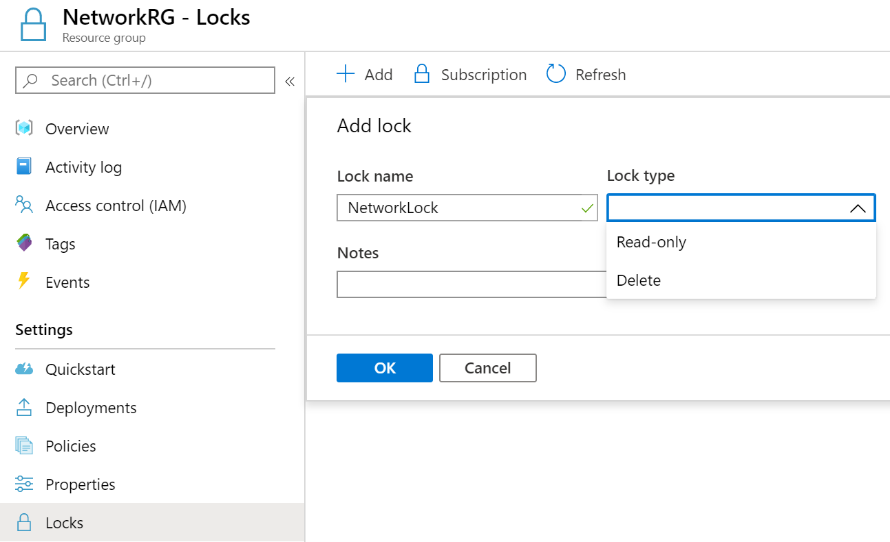 NetworkRG - Locks
Resource group
Search (Ctrl+/)
«
Overview
Activity log
Access control (IAM)
Tags
Events
Settings
Quickstart
Deployments
Policies
Properties
Locks
Add
Subscription
Refresh
Add lock
Lock name
Lock type
NetworkLock
Read-only
Delete
Notes
OK
Cancel